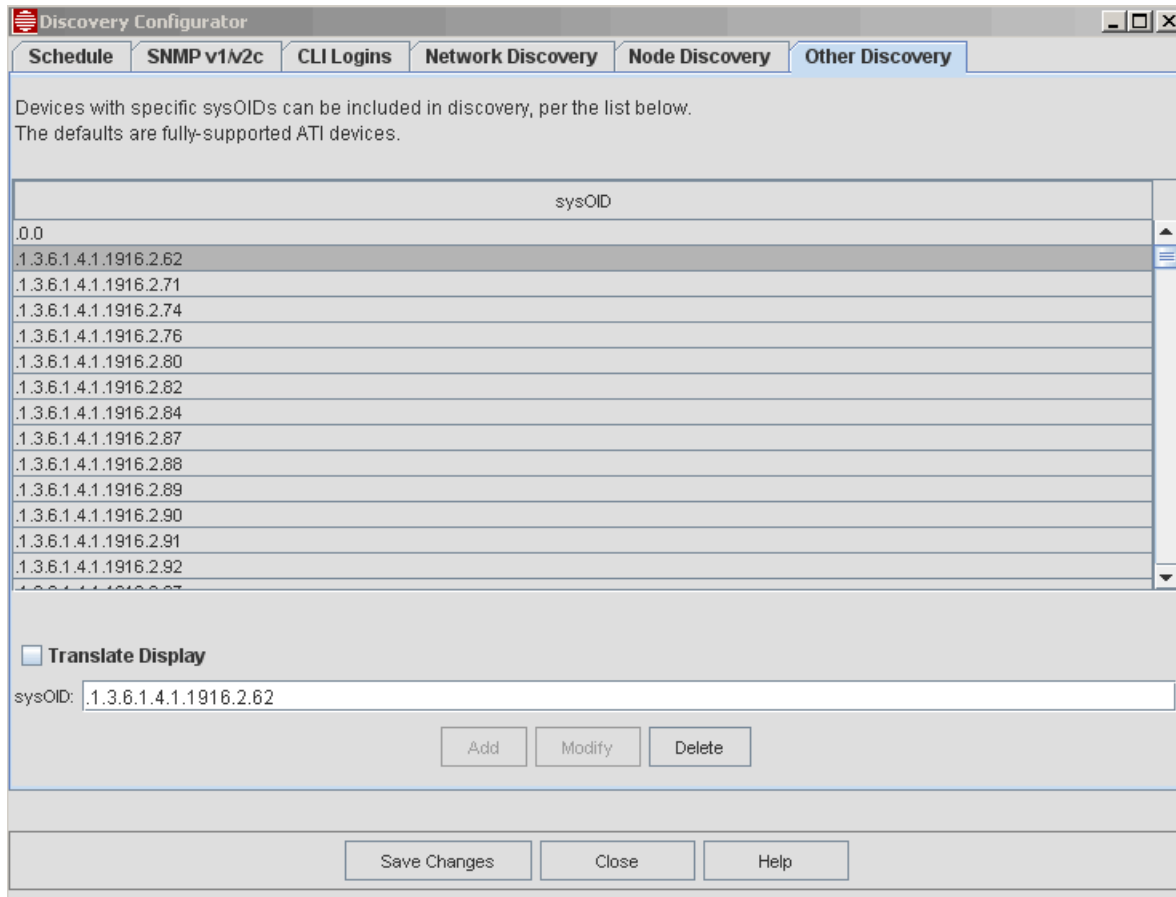 Discovery Configurator
Schedule SNMP v1/v2c CLI Logins Network Discovery Node Discovery Other Discovery
Devices with specific sysOIDs can be included in discovery, per the list below.
The defaults are fully-supported ATI devices.
sysOID
.0.0
.1.3.6.1.4.1.1916.2.62
.1.3.6.1.4.1.1916.2.71
.1.3.6.1.4.1.1916.2.74
.1.3.6.1.4.1.1916.2.76
.1.3.6.1.4.1.1916.2.80
.1.3.6.1.4.1.1916.2.82
.1.3.6.1.4.1.1916.2.84
.1.3.6.1.4.1.1916.2.87
.1.3.6.1.4.1.1916.2.88
.1.3.6.1.4.1.1916.2.89
.1.3.6.1.4.1.1916.2.90
.1.3.6.1.4.1.1916.2.91
.1.3.6.1.4.1.1916.2.92
Translate Display
sysOID: .1.3.6.1.4.1.1916.2.62
Add Modify Delete
Save Changes Close Help